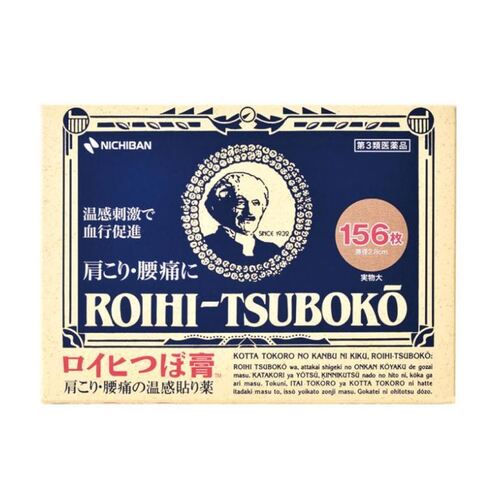 NICHIBAN
第3類医薬品
温感刺激で
血行促進
SINCE 1939
156枚
直径2.8cm
実物大
肩こり・腰痛に
ROIHI-TSUBOKŌ
ロイヒつぼ膏™
肩こり・腰痛の温感貼り薬
KOTTA TOKORO NO KANBU NI KIKU, ROIHI-TSUBOKŌ:
ROIHI TSUBOKŌ wa, attakai shigeki no ONKAN KŌYAKU de gozai
masu. KATAKORI ya YŌTSŪ, KINNIKUTSŪ nado no hito ni, kōka ga
ari masu. Tokuni, ITAI TOKORO ya KOTTA TOKORO ni hatte
itadaki masu to, isso yoikato zonji masu. Gokatei ni ohitotsu dōzo.